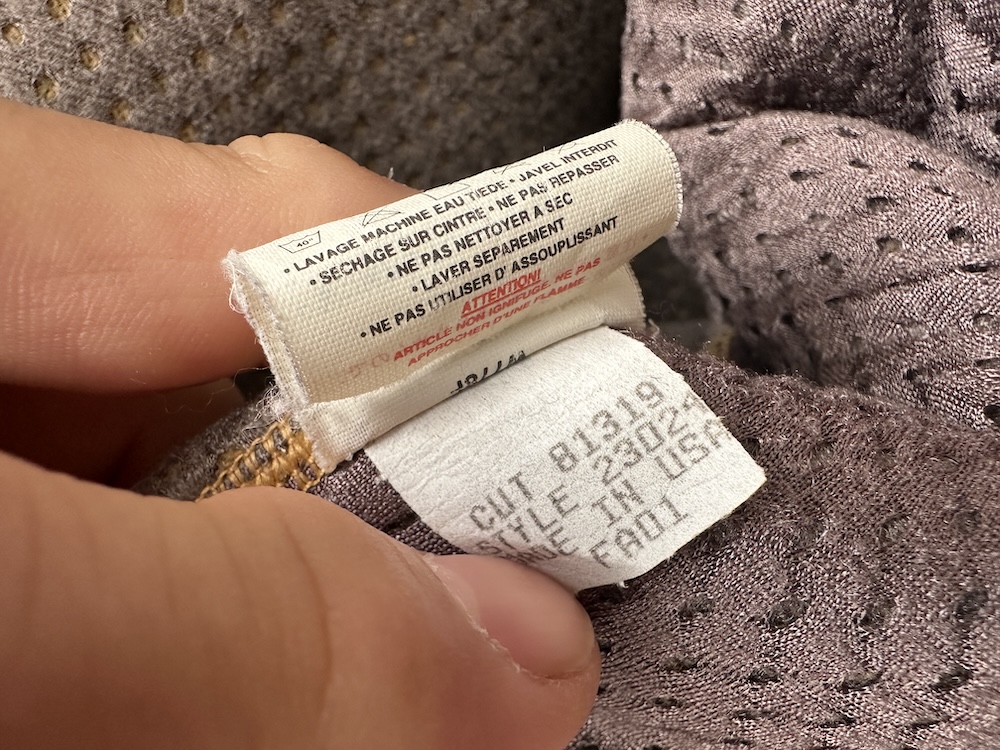 40°
• LAVAGE MACHINE EAU TIEDE • JAVEL INTERDIT
• SECHAGE SUR CINTRE • NE PAS REPASSER
• NE PAS NETTOYER A SEC
• LAVER SEPAREMENT
• NE PAS UTILISER D' ASSOUPLISSANT
ATTENTION!
ARTICLE NON IGNIFUGE. NE PAS
APPROCHER D'UNE FLAMME
CUT 81319
STYLE 2302
IN USA
FA01